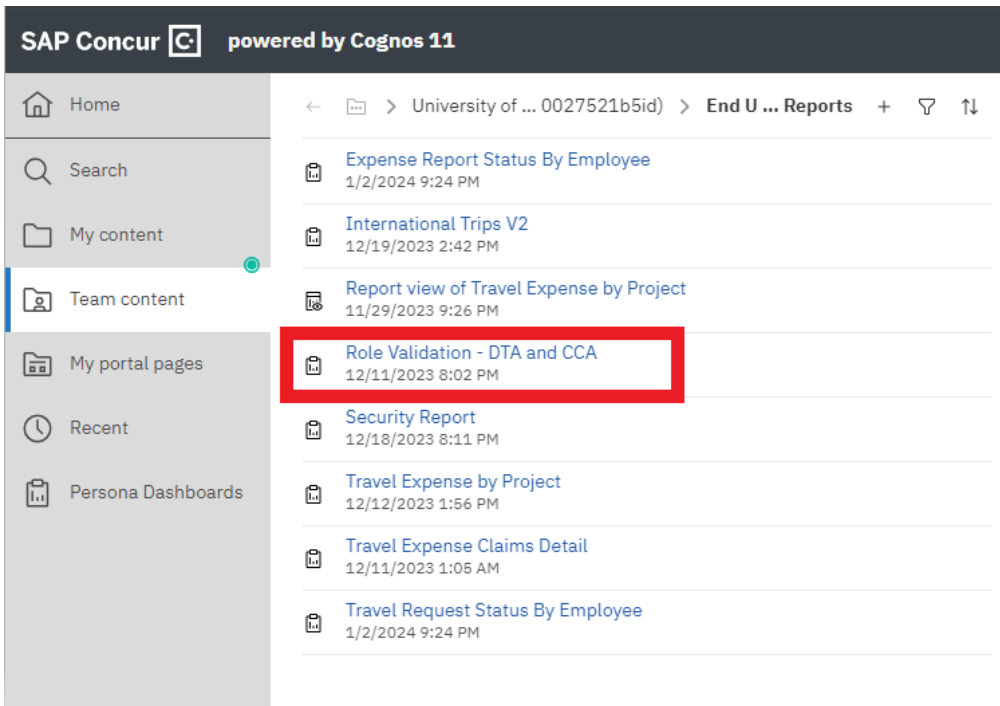 SAP Concur C powered by Cognos 11
Home
Search
My content
Team content
My portal pages
Recent
Persona Dashboards
University of ... 0027521b5id) > End U ... Reports +
Expense Report Status By Employee
1/2/2024 9:24 PM
International Trips V2
12/19/2023 2:42 PM
Report view of Travel Expense by Project
11/29/2023 9:26 PM
Role Validation - DTA and CCA
12/11/2023 8:02 PM
Security Report
12/18/2023 8:11 PM
Travel Expense by Project
12/12/2023 1:56 PM
Travel Expense Claims Detail
12/11/2023 1:05 AM
Travel Request Status By Employee
1/2/2024 9:24 PM